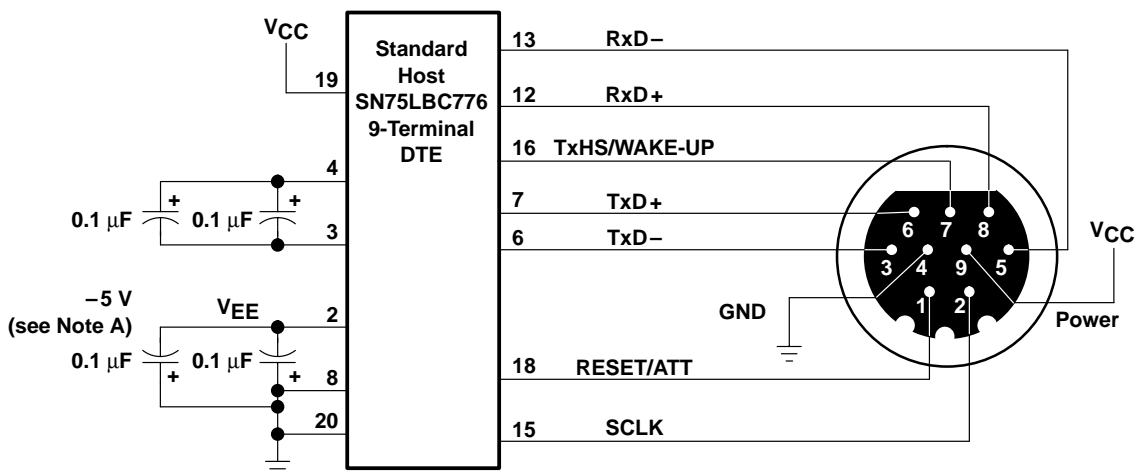 VCC
19
Standard
Host
SN75LBC776
9-Terminal
DTE
13 RxD−
12 RxD+
16 TxHS/WAKE-UP
7 TxD+
6 TxD−
18 RESET/ATT
15 SCLK
4
3
+
+
0.1 μF
0.1 μF
−5 V
(see Note A)
VEE
2
8
20
0.1 μF
0.1 μF
+
+
6 7 8
3 4 9 5
1 2
GND
VCC
Power